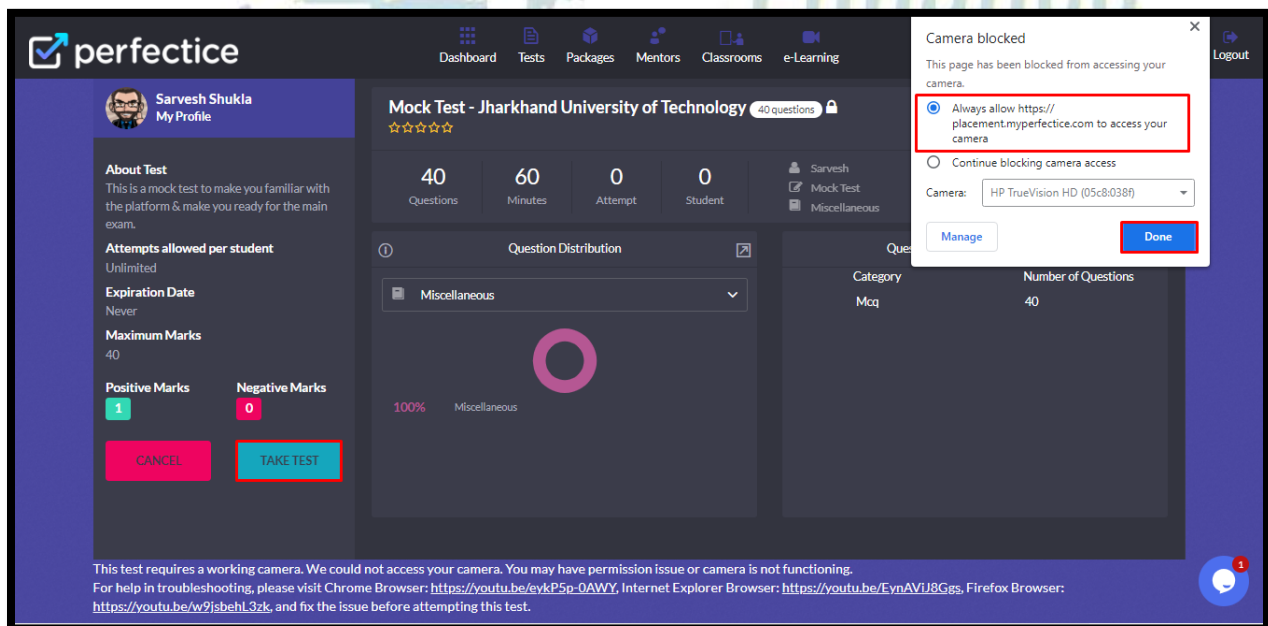 perfectice
Dashboard
Tests
Packages
Mentors
Classrooms
e-Learning
Logout
Camera blocked
This page has been blocked from accessing your
camera.
Always allow https://
placement.myperfectice.com to access your
camera
Continue blocking camera access
Camera:
HP TrueVision HD (05c8:038f)
Manage
Done
Sarvesh Shukla
My Profile
About Test
This is a mock test to make you familiar with
the platform & make you ready for the main
exam.
Attempts allowed per student
Unlimited
Expiration Date
Never
Maximum Marks
40
Positive Marks
Negative Marks
1
0
CANCEL
TAKE TEST
Mock Test - Jharkhand University of Technology
40 questions
40
60
0
0
Questions
Minutes
Attempt
Student
Sarvesh
Mock Test
Miscellaneous
Question Distribution
Miscellaneous
100%
Miscellaneous
Ques
Category
Number of Questions
Mcq
40
This test requires a working camera. We could not access your camera. You may have permission issue or camera is not functioning.
For help in troubleshooting, please visit Chrome Browser: https://youtu.be/eykP5p-0AWY, Internet Explorer Browser: https://youtu.be/EynAViJ8Ggs, Firefox Browser:
https://youtu.be/w9jsbehL3zk, and fix the issue before attempting this test.
1